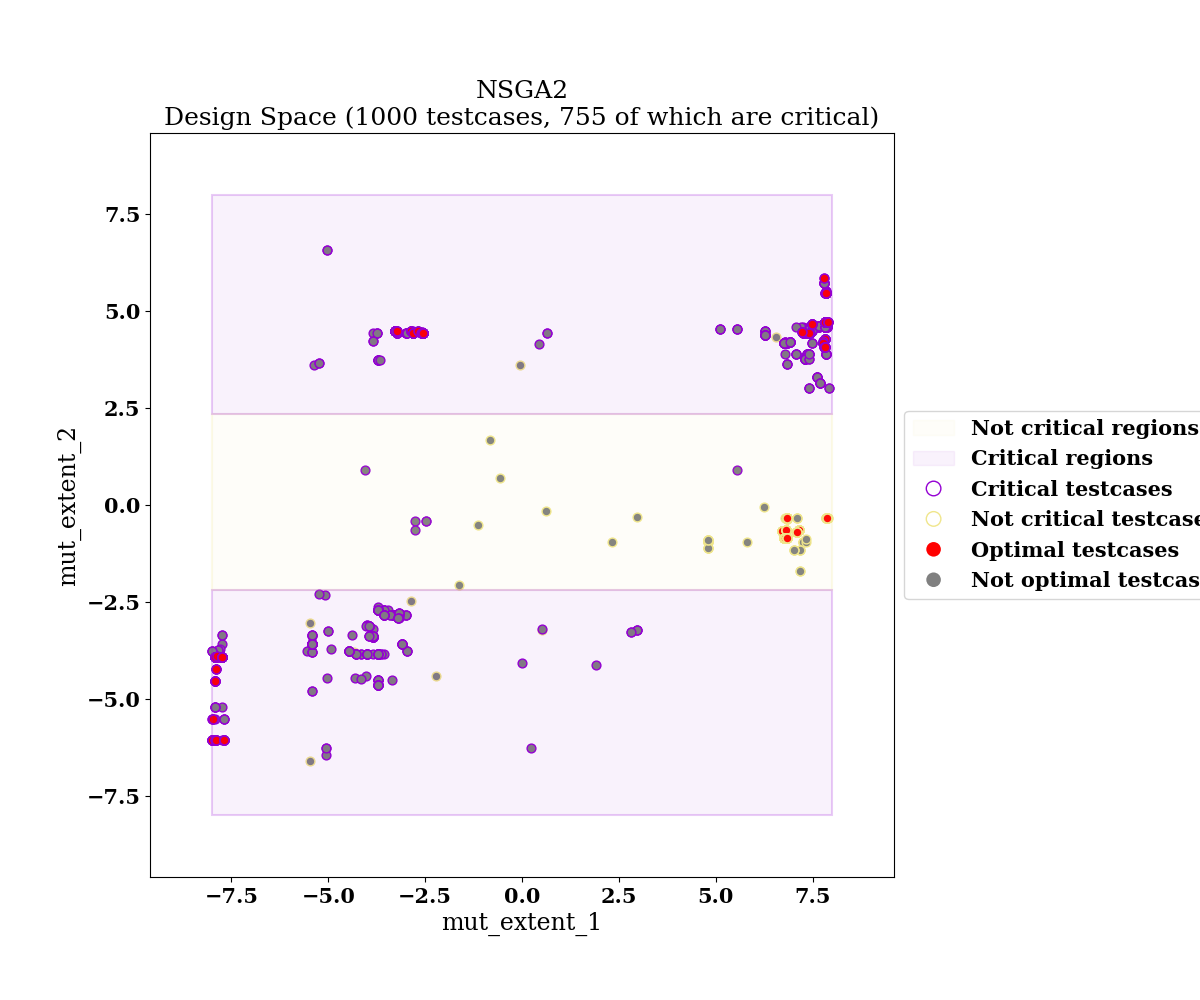 NSGA2
Design Space (1000 testcases, 755 of which are critical)
7.5
5.0
2.5
0.0
−2.5
−5.0
−7.5
mut_extent_2
−7.5 −5.0 −2.5 0.0 2.5 5.0 7.5
mut_extent_1
Not critical regions
Critical regions
Critical testcases
Not critical testcase
Optimal testcases
Not optimal testcas